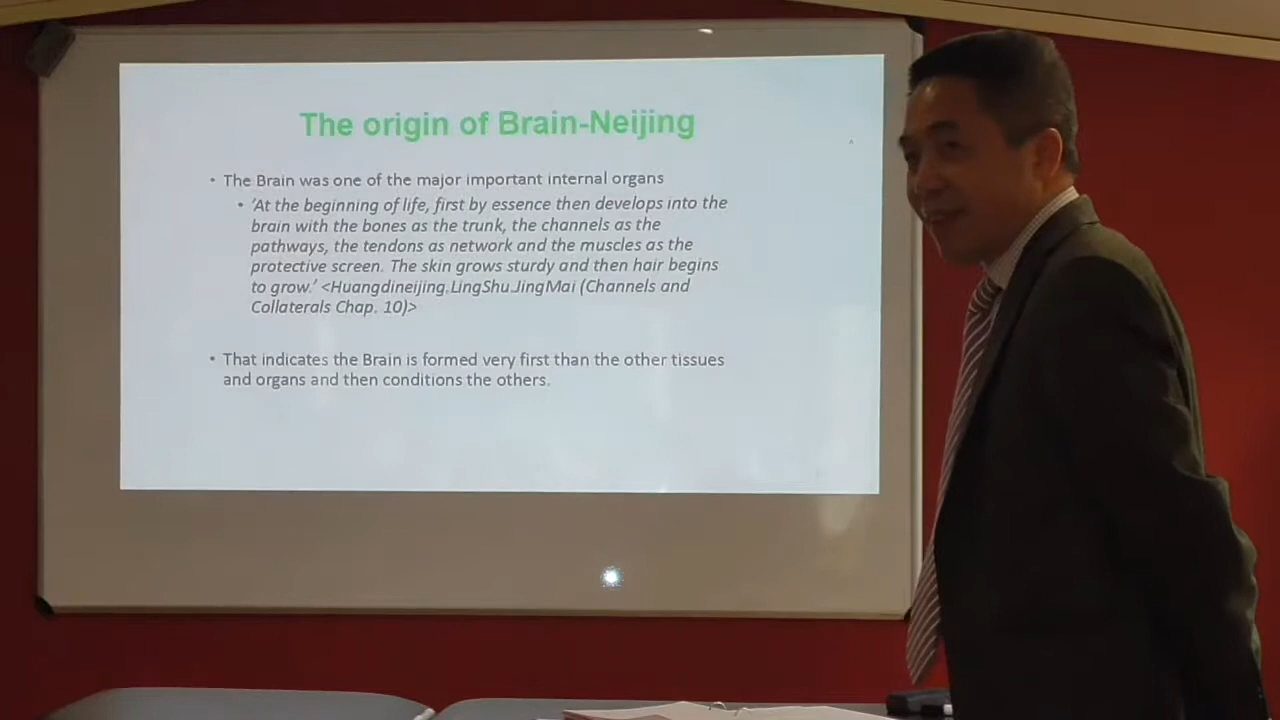 The origin of Brain-Neijing
• The Brain was one of the major important internal organs
• 'At the beginning of life, first by essence then develops into the
brain with the bones as the trunk, the channels as the
pathways, the tendons as network and the muscles as the
protective screen. The skin grows sturdy and then hair begins
to grow.' <Huangdineijing.LingShu.JingMai (Channels and
Collaterals Chap. 10)>
• That indicates the Brain is formed very first than the other tissues
and organs and then conditions the others.